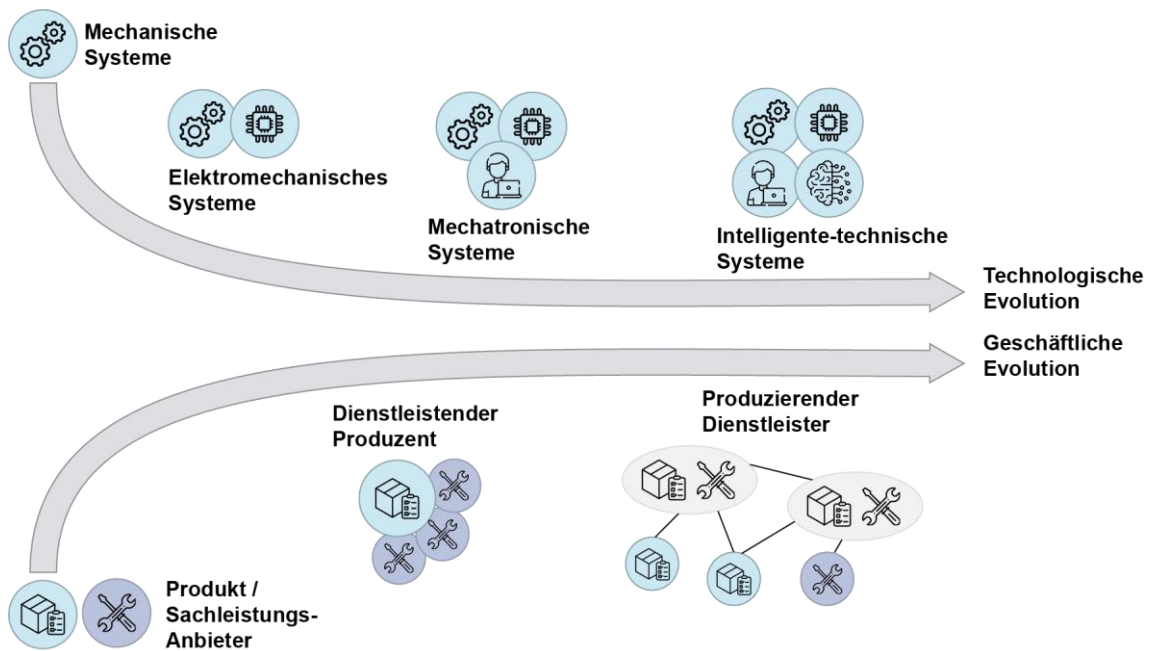 Mechanische
Systeme
Elektromechanisches
Systeme
Mechatronische
Systeme
Intelligente-technische
Systeme
Technologische
Evolution
Geschäftliche
Evolution
Dienstleistender
Produzent
Produzierender
Dienstleister
Produkt /
Sachleistungs-
Anbieter